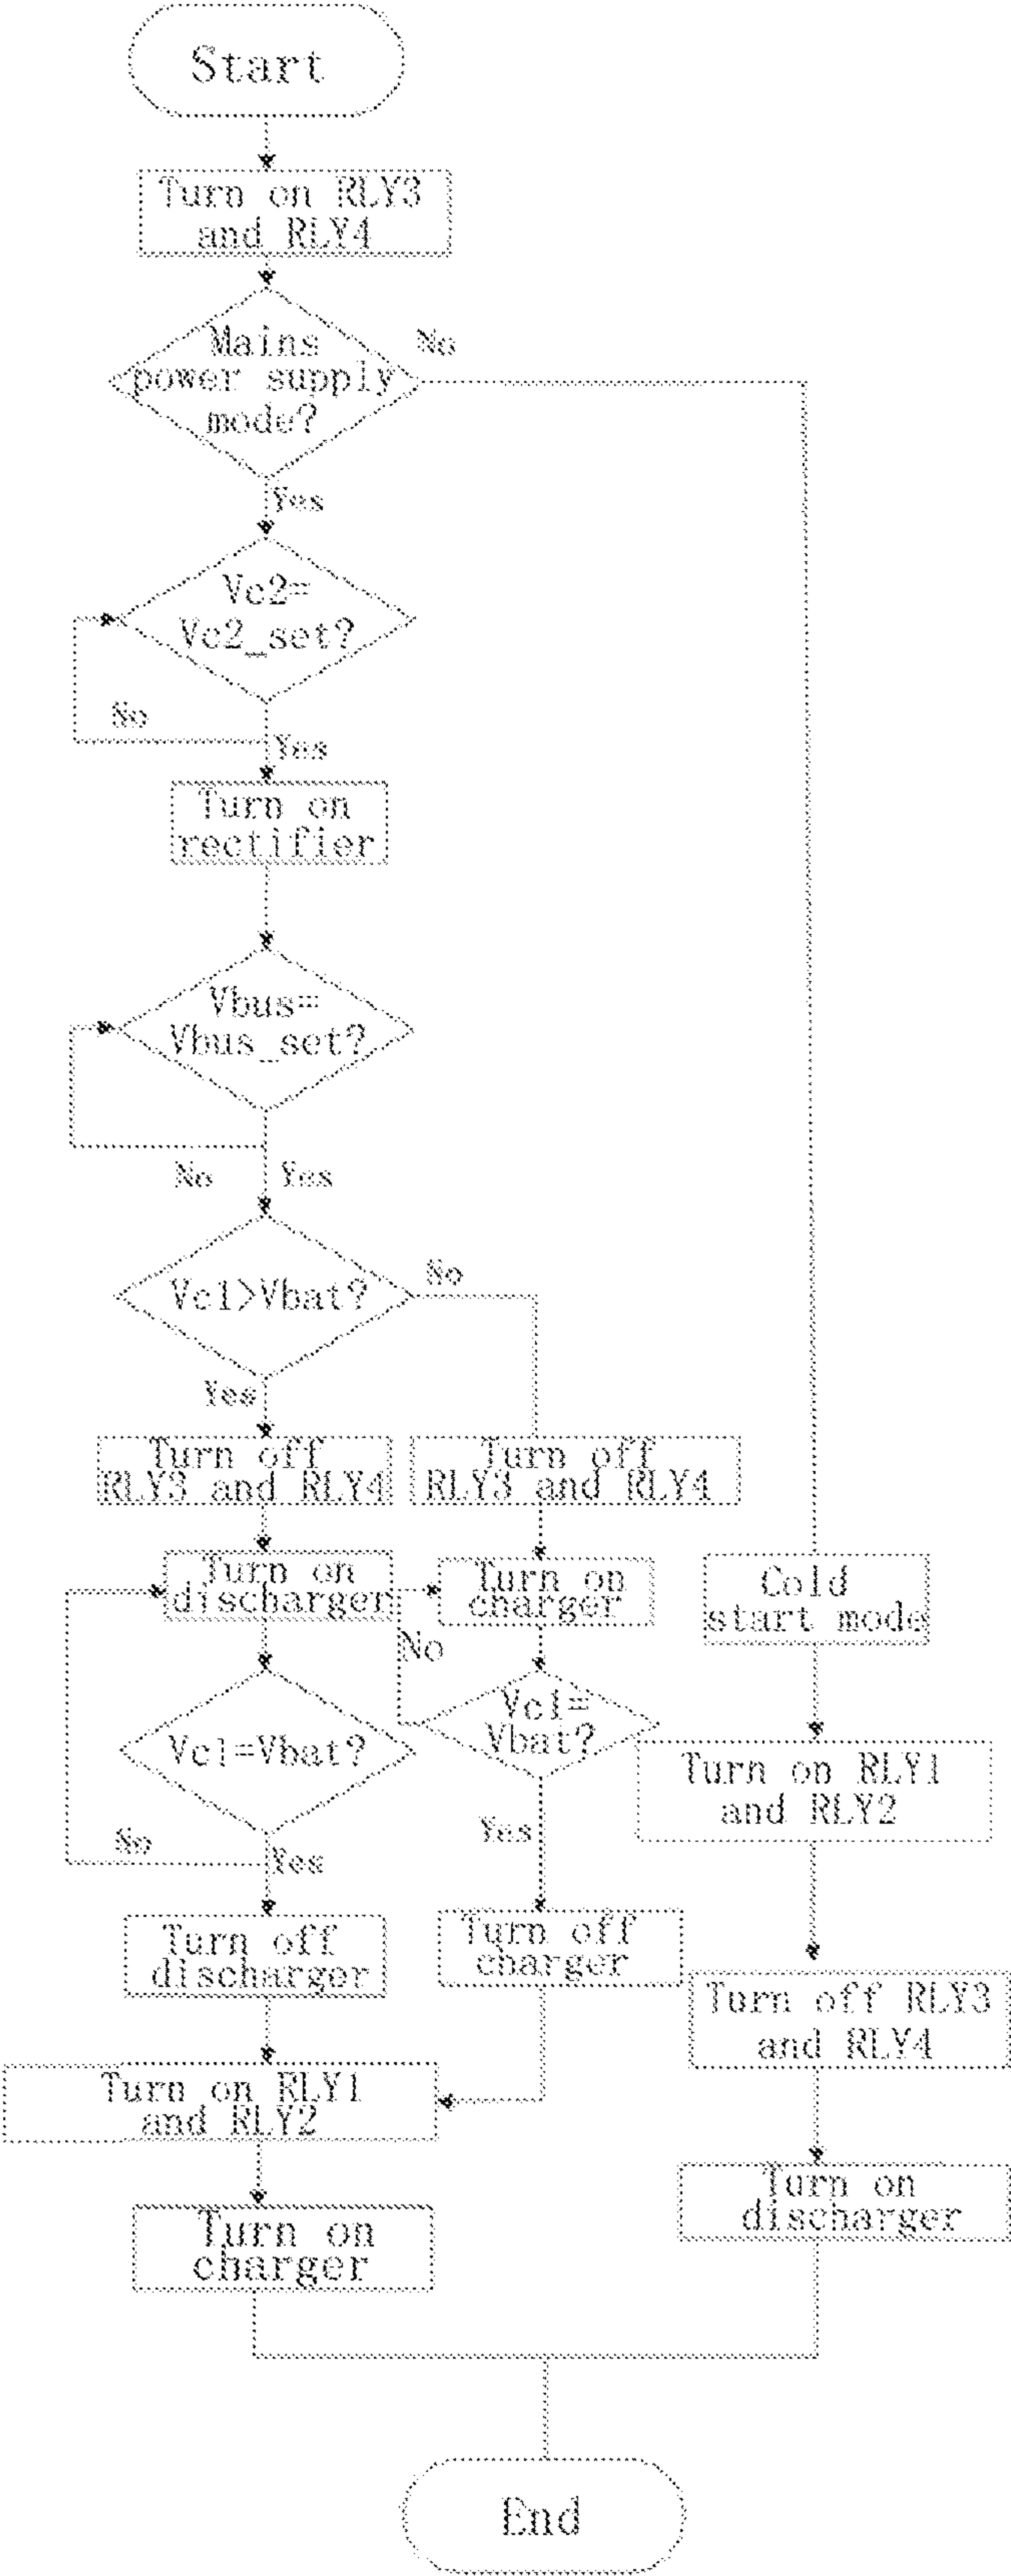 Start
Turn on RLY3
and RLY4
Mains
power supply
mode?
No
Yes
Vc2=
Vc2_set?
No
Yes
Turn on
rectifier
Vbus=
Vbus_set?
No
Yes
Vc1>Vbat?
No
Yes
Turn off
RLY3 and RLY4
Turn off
RLY3 and RLY4
Turn on
discharger
Turn on
charger
Cold
start mode
No
Vc1=Vbat?
Vc1=
Vbat?
Turn on RLY1
and RLY2
No
Yes
Yes
Turn off
discharger
Turn off
charger
Turn off RLY3
and RLY4
Turn on RLY1
and RLY2
Turn on
discharger
Turn on
charger
End